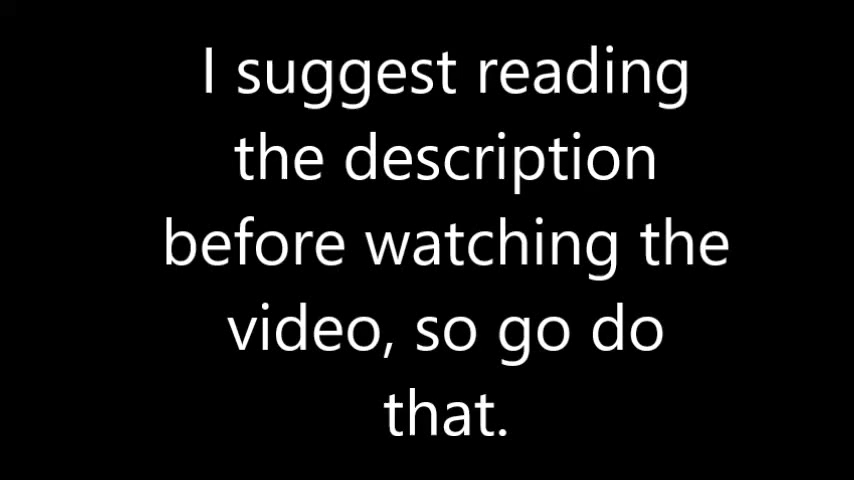 I suggest reading
the description
before watching the
video, so go do
that.